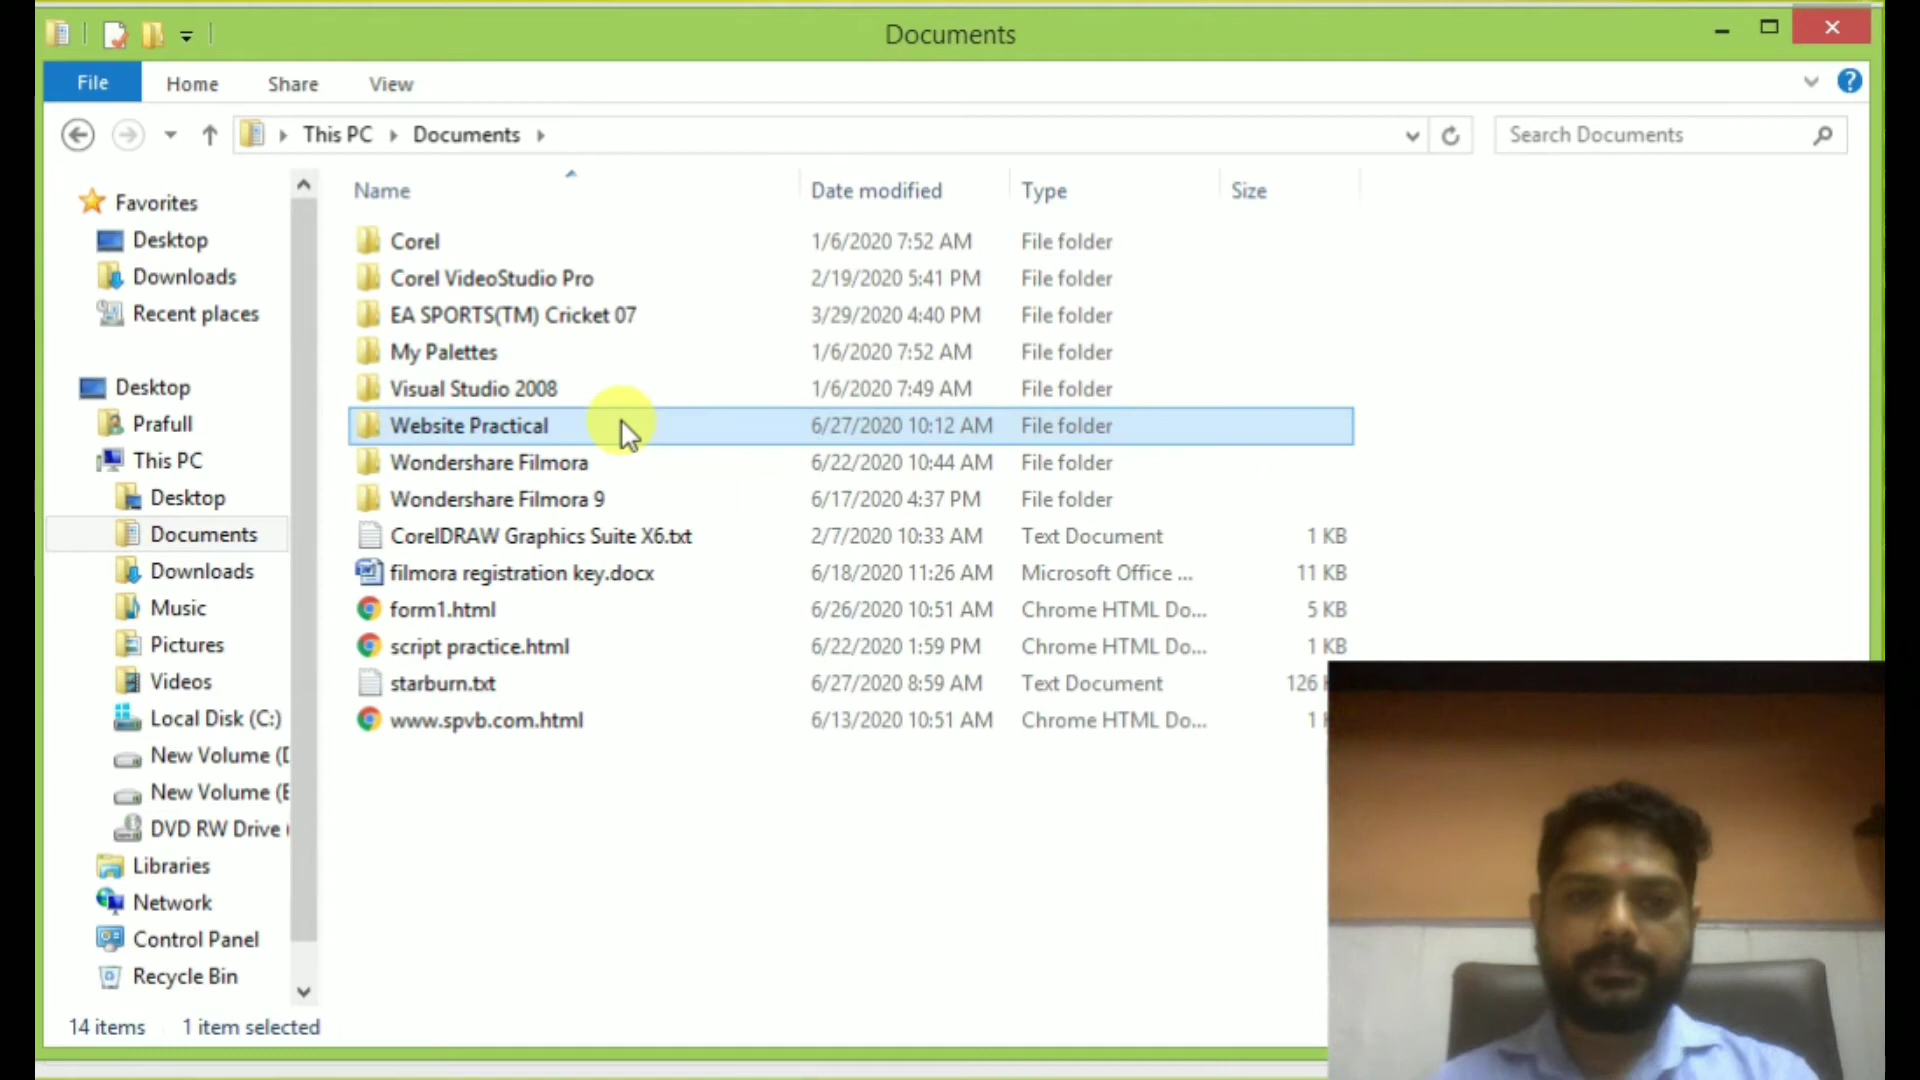 Documents
File Home Share View
This PC Documents
Search Documents
Name Date modified Type Size
Favorites
Desktop
Downloads
Recent places
Desktop
Prafull
This PC
Desktop
Documents
Downloads
Music
Pictures
Videos
Local Disk (C:)
New Volume (D
New Volume (E
DVD RW Drive
Libraries
Network
Control Panel
Recycle Bin
Corel 1/6/2020 7:52 AM File folder
Corel VideoStudio Pro 2/19/2020 5:41 PM File folder
EA SPORTS(TM) Cricket 07 3/29/2020 4:40 PM File folder
My Palettes 1/6/2020 7:52 AM File folder
Visual Studio 2008 1/6/2020 7:49 AM File folder
Website Practical 6/27/2020 10:12 AM File folder
Wondershare Filmora 6/22/2020 10:44 AM File folder
Wondershare Filmora 9 6/17/2020 4:37 PM File folder
CorelDRAW Graphics Suite X6.txt 2/7/2020 10:33 AM Text Document 1 KB
filmora registration key.docx 6/18/2020 11:26 AM Microsoft Office ... 11 KB
form1.html 6/26/2020 10:51 AM Chrome HTML Do... 5 KB
script practice.html 6/22/2020 1:59 PM Chrome HTML Do... 1 KB
starburn.txt 6/27/2020 8:59 AM Text Document 126
www.spvb.com.html 6/13/2020 10:51 AM Chrome HTML Do... 1
14 items 1 item selected